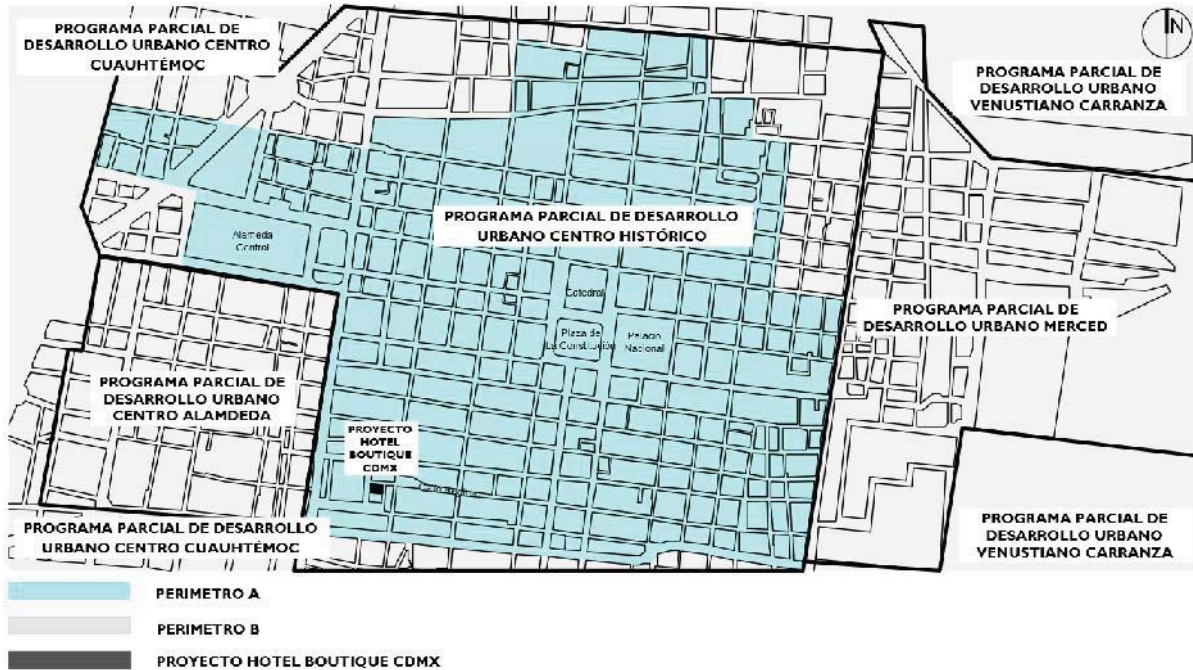 PROGRAMA PARCIAL DE
DESARROLLO URBANO CENTRO
CUAUHTÉMOC
N
PROGRAMA PARCIAL DE
DESARROLLO URBANO
VENUSTIANO CARRANZA
PROGRAMA PARCIAL DE DESARROLLO
URBANO CENTRO HISTÓRICO
Alameda
Central
Catedral
Plaza de
La Constitución
Palacio
Nacional
PROGRAMA PARCIAL DE
DESARROLLO URBANO MERCED
PROGRAMA PARCIAL DE
DESARROLLO URBANO
CENTRO ALAMDEDA
PROYECTO
HOTEL
BOUTIQUE
CDMX
PROGRAMA PARCIAL DE DESARROLLO
URBANO CENTRO CUAUHTÉMOC
PROGRAMA PARCIAL DE
DESARROLLO URBANO
VENUSTIANO CARRANZA
PERIMETRO A
PERIMETRO B
PROYECTO HOTEL BOUTIQUE CDMX